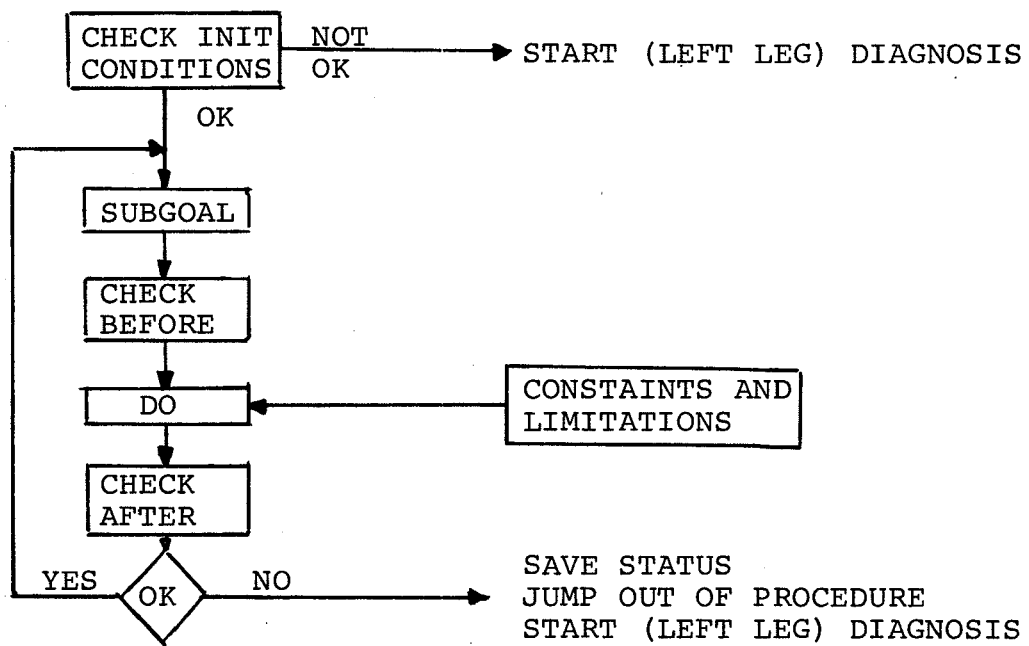 CHECK INIT
CONDITIONS
NOT
OK
START (LEFT LEG) DIAGNOSIS
OK
SUBGOAL
CHECK
BEFORE
DO
CONSTAINTS AND
LIMITATIONS
CHECK
AFTER
YES
OK
NO
SAVE STATUS
JUMP OUT OF PROCEDURE
START (LEFT LEG) DIAGNOSIS